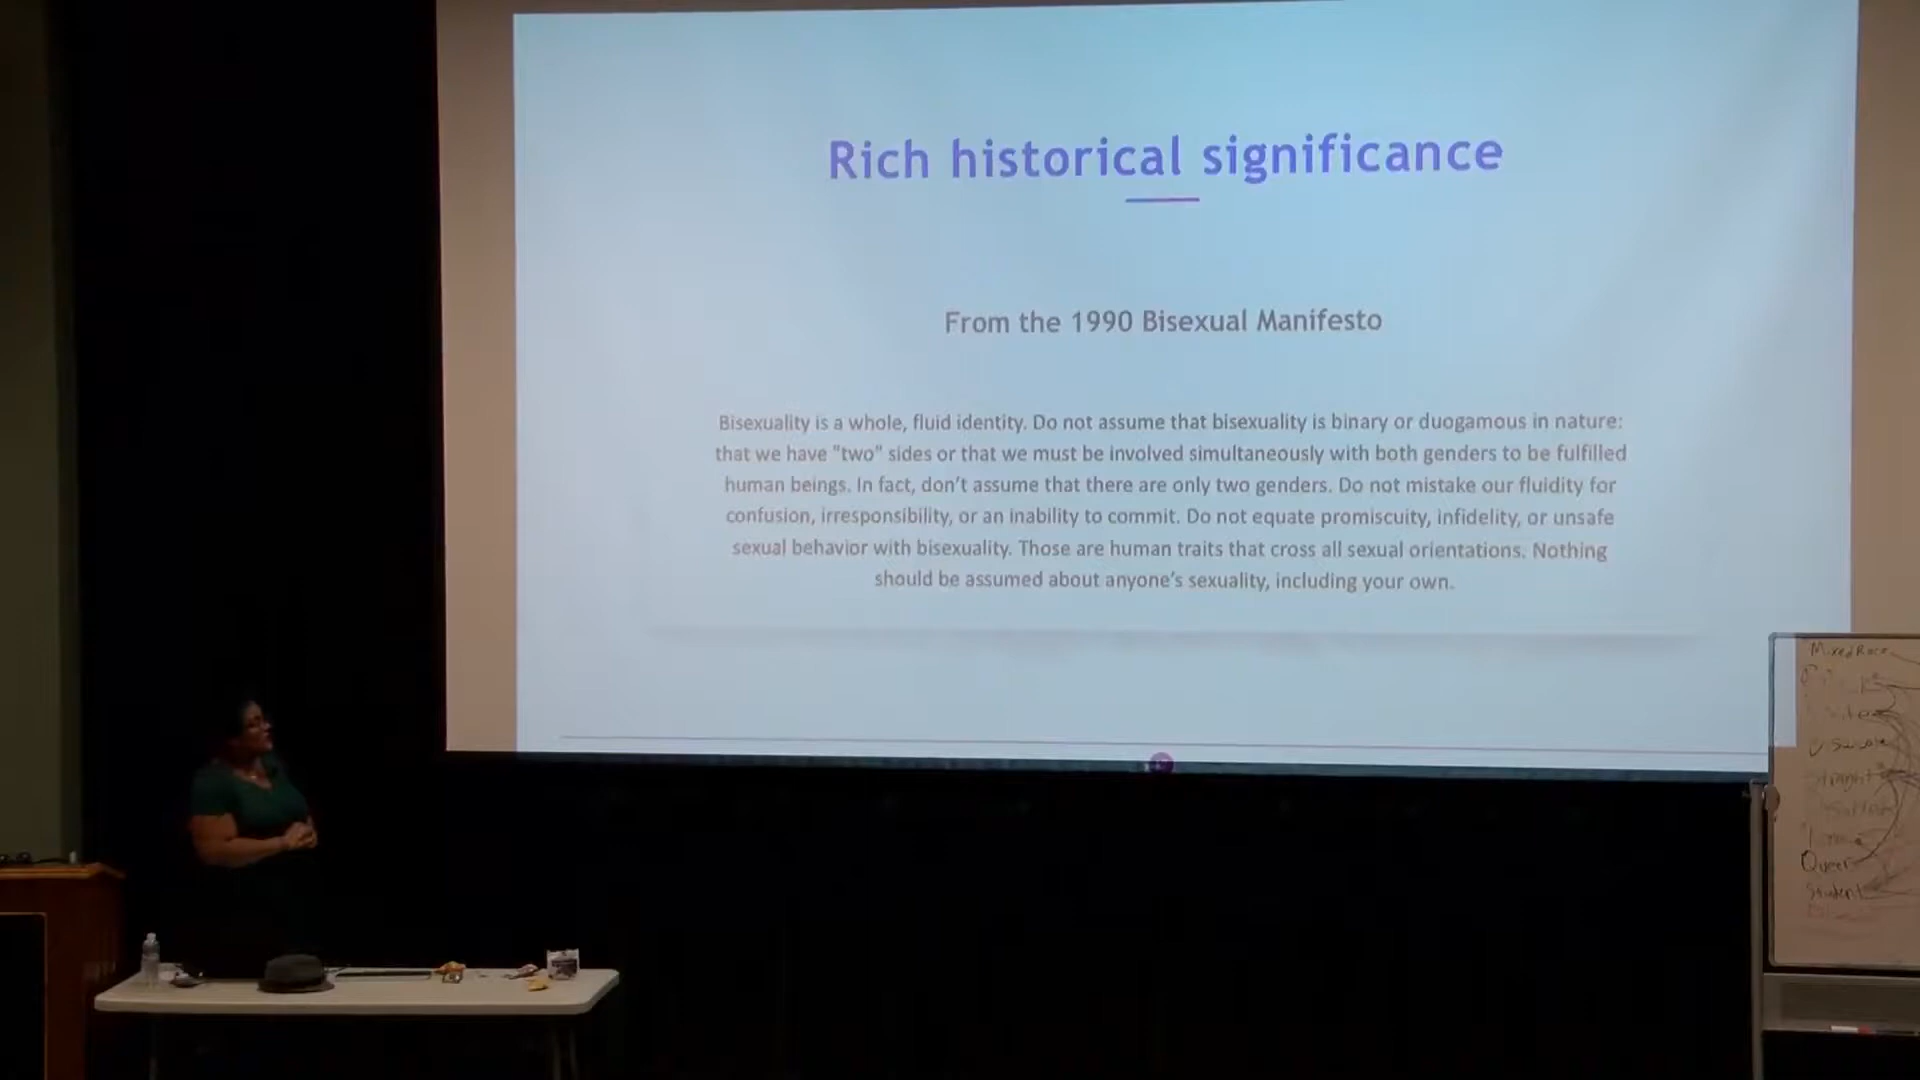 Rich historical significance
From the 1990 Bisexual Manifesto
Bisexuality is a whole, fluid identity. Do not assume that bisexuality is binary or duogamous in nature:
that we have "two" sides or that we must be involved simultaneously with both genders to be fulfilled
human beings. In fact, don't assume that there are only two genders. Do not mistake our fluidity for
confusion, irresponsibility, or an inability to commit. Do not equate promiscuity, infidelity, or unsafe
sexual behavior with bisexuality. Those are human traits that cross all sexual orientations. Nothing
should be assumed about anyone's sexuality, including your own.
Mixed Race
Straight
Queer
Student